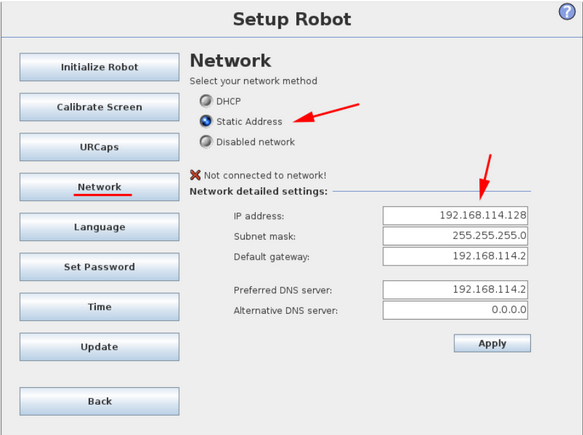 Setup Robot
?
Initialize Robot
Calibrate Screen
URCaps
Network
Language
Set Password
Time
Update
Back
Network
Select your network method
DHCP
Static Address
Disabled network
Not connected to network!
Network detailed settings:
IP address: 192.168.114.128
Subnet mask: 255.255.255.0
Default gateway: 192.168.114.2
Preferred DNS server: 192.168.114.2
Alternative DNS server: 0.0.0.0
Apply